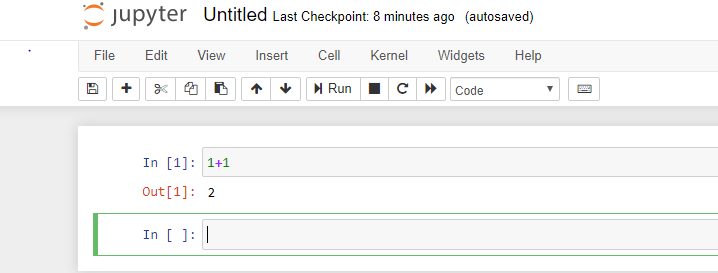 jupyter Untitled Last Checkpoint: 8 minutes ago (autosaved)
File Edit View Insert Cell Kernel Widgets Help
Run Code
In [1]: 1+1
Out[1]: 2
In [ ]: